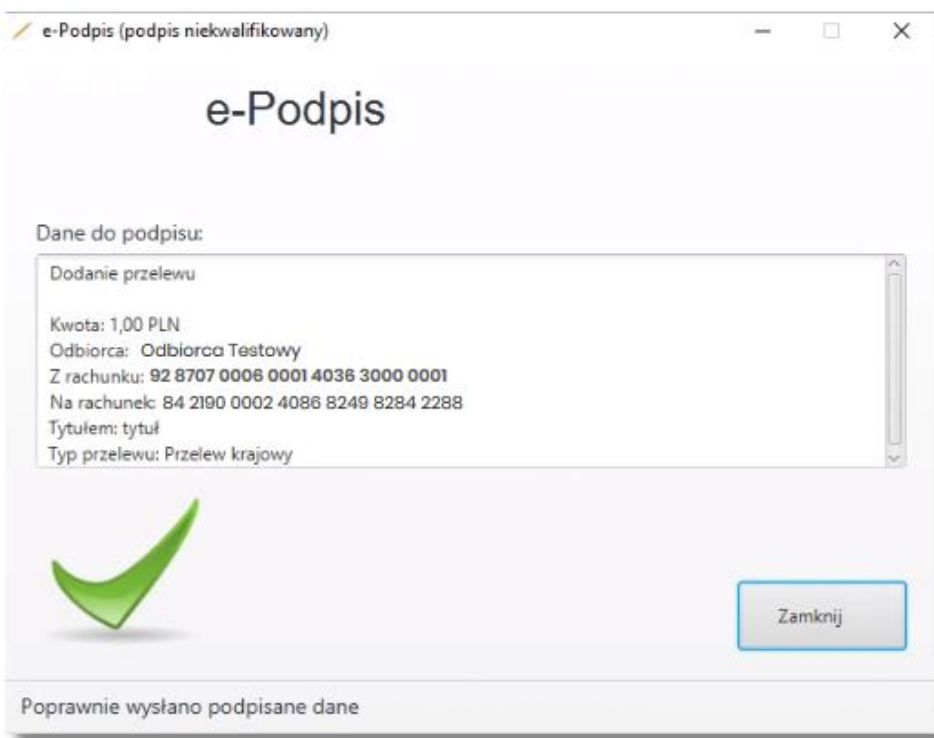 e-Podpis (podpis niekwalifikowany)
e-Podpis
Dane do podpisu:
Dodanie przelewu
Kwota: 1,00 PLN
Odbiorca: Odbiorca Testowy
Z rachunku: 92 8707 0006 0001 4036 3000 0001
Na rachunek: 84 2190 0002 4086 8249 8284 2288
Tytułem: tytuł
Typ przelewu: Przelew krajowy
Zamknij
Poprawnie wysłano podpisane dane